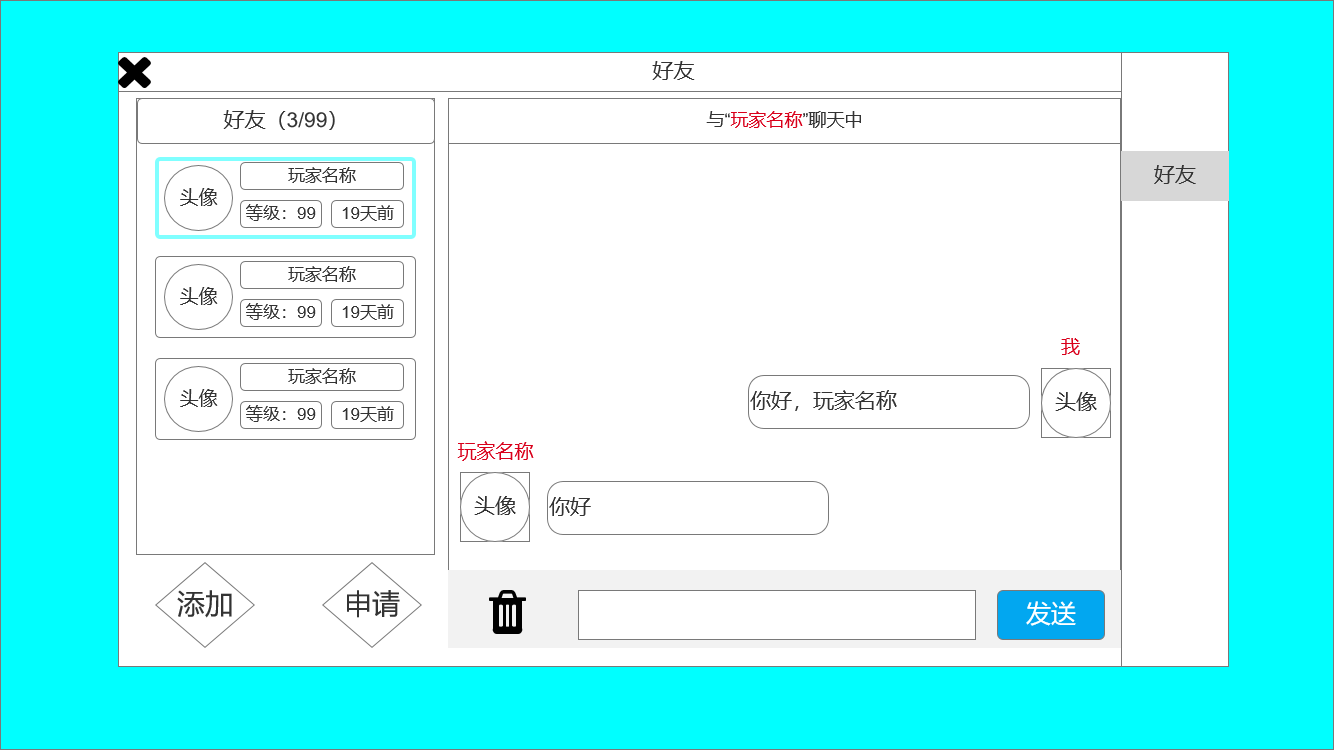 好友
好友（3/99）
头像
玩家名称
等级：99
19天前
头像
玩家名称
等级：99
19天前
头像
玩家名称
等级：99
19天前
添加
申请
与“玩家名称”聊天中
我
你好，玩家名称
头像
玩家名称
头像
你好
发送
好友